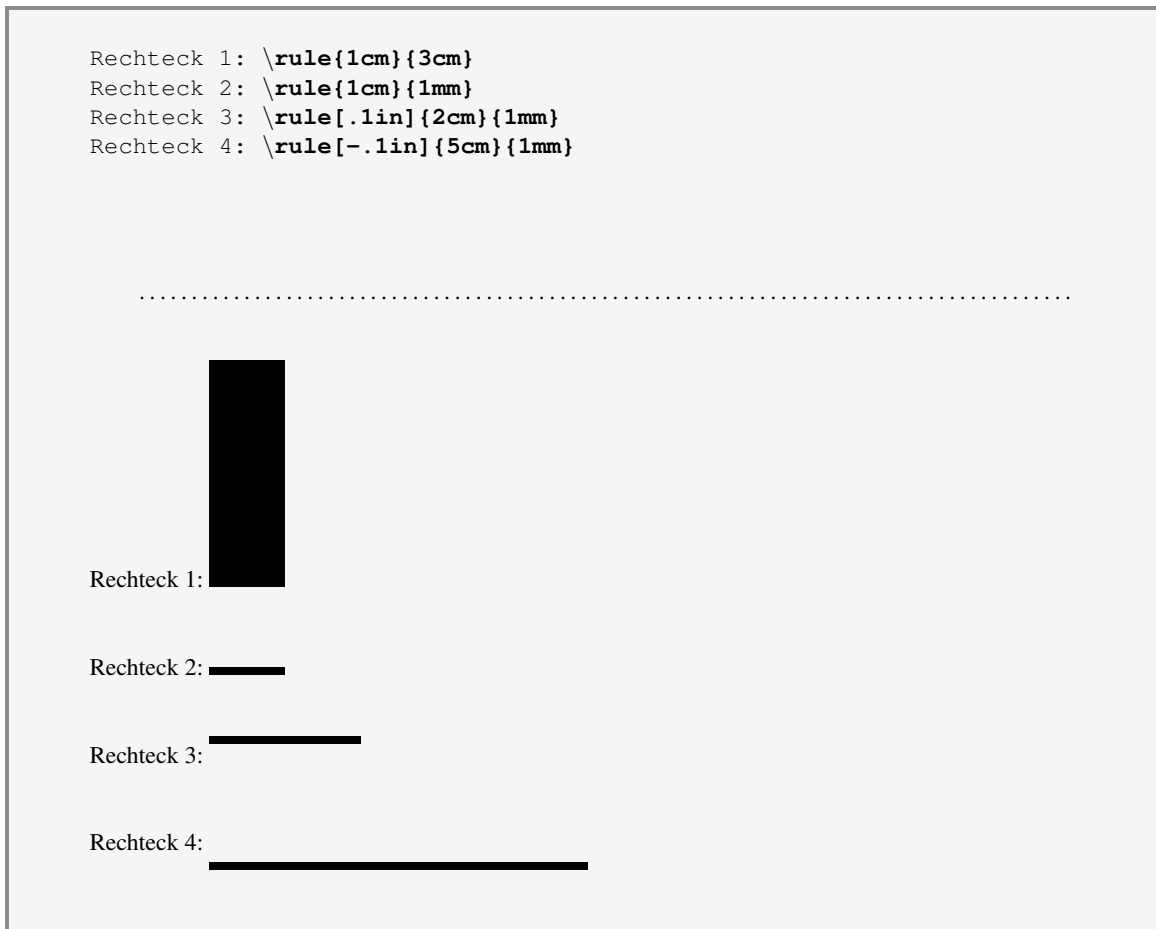 Rechteck 1: \rule{1cm}{3cm}
Rechteck 2: \rule{1cm}{1mm}
Rechteck 3: \rule[.1in]{2cm}{1mm}
Rechteck 4: \rule[-.1in]{5cm}{1mm}
Rechteck 1:
Rechteck 2:
Rechteck 3:
Rechteck 4: